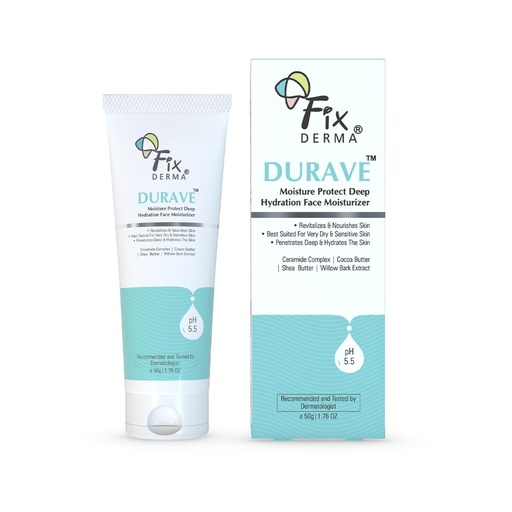 Fix
DERMA®
DURAVE™
Moisture Protect Deep
Hydration Face Moisturizer
• Revitalizes & Nourishes Skin
• Best Suited For Very Dry & Sensitive Skin
• Penetrates Deep & Hydrates The Skin
Ceramide Complex | Cocoa Butter
| Shea Butter | Willow Bark Extract
pH
5.5
Recommended and Tested by
Dermatologist
e 50g | 1.76 OZ
Fix
DERMA®
DURAVE™
Moisture Protect Deep
Hydration Face Moisturizer
• Revitalizes & Nourishes Skin
• Best Suited For Very Dry & Sensitive Skin
• Penetrates Deep & Hydrates The Skin
Ceramide Complex | Cocoa Butter
| Shea Butter | Willow Bark Extract
pH
5.5
Recommended and Tested by
Dermatologist
e 50g | 1.76 OZ